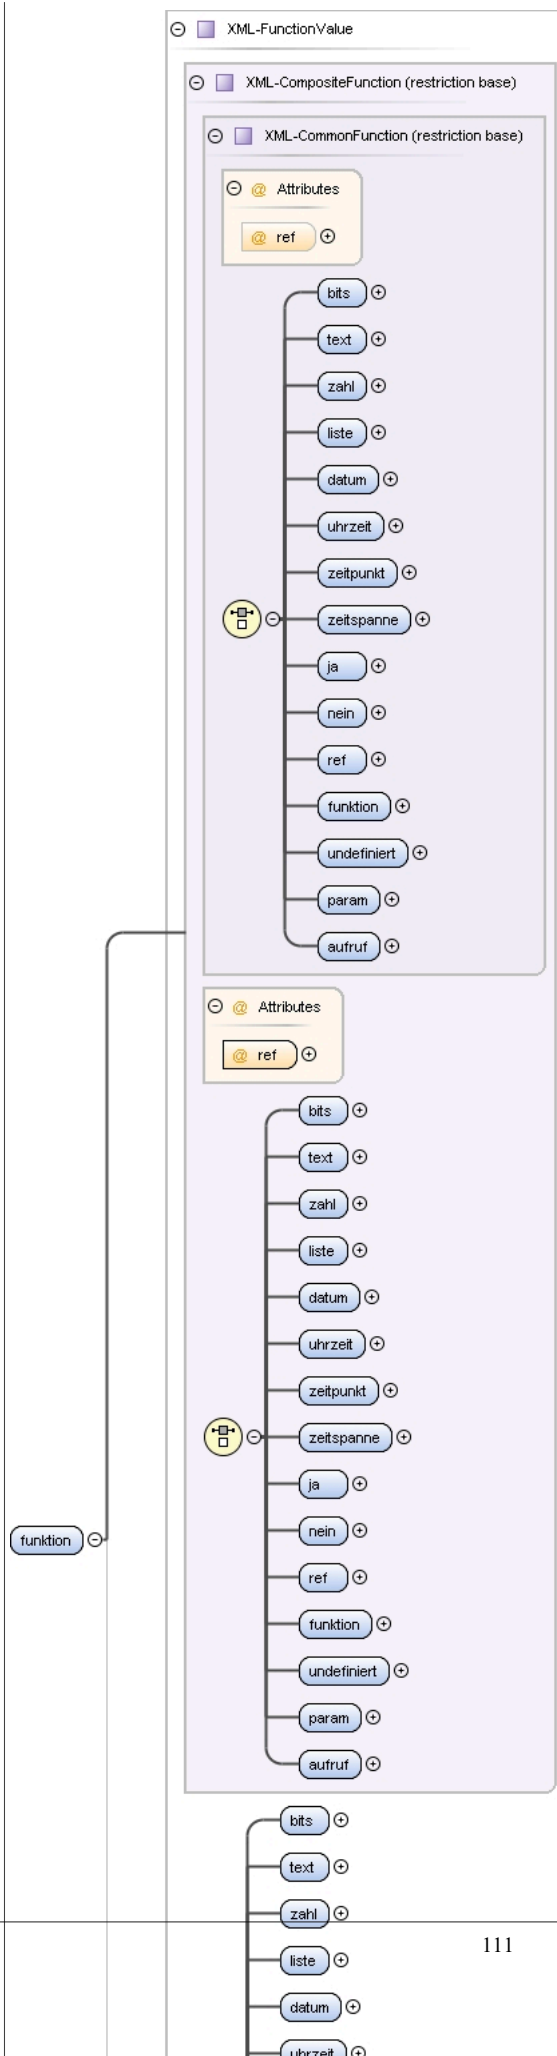 XML-FunctionValue
XML-CompositeFunction (restriction base)
XML-CommonFunction (restriction base)
@ Attributes
@ ref
bits
text
zahl
liste
datum
uhrzeit
zeitpunkt
zeitspanne
ja
nein
ref
funktion
undefiniert
param
aufruf
@ Attributes
@ ref
bits
text
zahl
liste
datum
uhrzeit
zeitpunkt
zeitspanne
ja
nein
funktion
ref
funktion
undefiniert
param
aufruf
bits
text
zahl
111
liste
datum
uhrzeit